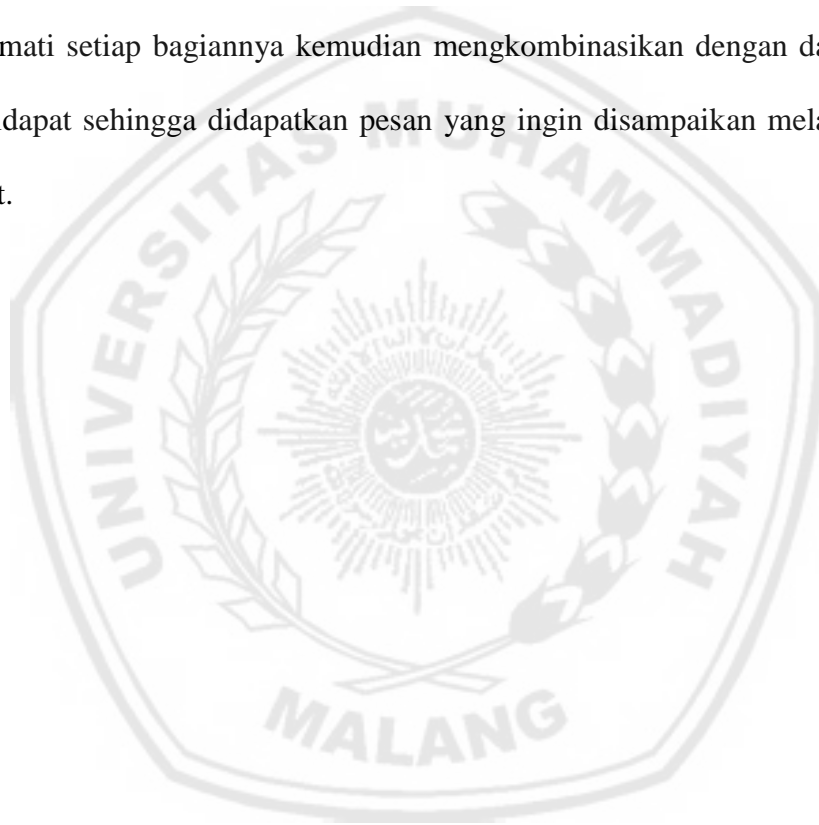 mati setiap bagiannya kemudian mengkombinasikan dengan da
dapat sehingga didapatkan pesan yang ingin disampaikan mela
t.
UNIVERSITAS MUHAMMADIYAH
MALANG